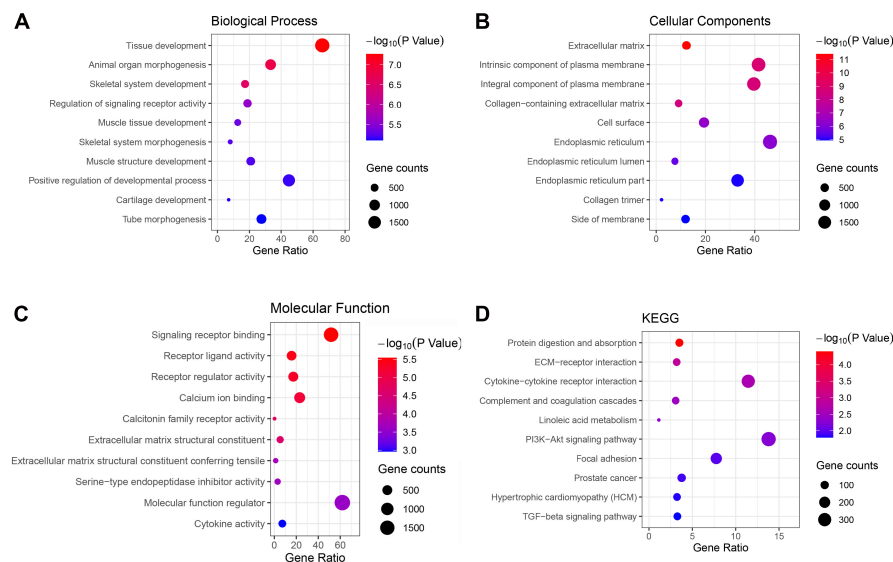 A
Biological Process
Tissue development
Animal organ morphogenesis
Skeletal system development
Regulation of signaling receptor activity
Muscle tissue development
Skeletal system morphogenesis
Muscle structure development
Positive regulation of developmental process
Cartilage development
Tube morphogenesis
0 20 40 60 80
Gene Ratio
−log10(P Value)
7.0
6.5
6.0
5.5
Gene counts
500
1000
1500
B
Cellular Components
Extracellular matrix
Intrinsic component of plasma membrane
Integral component of plasma membrane
Collagen-containing extracellular matrix
Cell surface
Endoplasmic reticulum
Endoplasmic reticulum lumen
Endoplasmic reticulum part
Collagen trimer
Side of membrane
0 20 40
Gene Ratio
−log10(P Value)
11
10
9
8
7
6
5
Gene counts
500
1000
1500
C
Molecular Function
Signaling receptor binding
Receptor ligand activity
Receptor regulator activity
Calcium ion binding
Calcitonin family receptor activity
Extracellular matrix structural constituent
Extracellular matrix structural constituent conferring tensile
Serine-type endopeptidase inhibitor activity
Molecular function regulator
Cytokine activity
0 20 40 60
Gene Ratio
−log10(P Value)
5.5
5.0
4.5
4.0
3.5
3.0
Gene counts
500
1000
1500
D
KEGG
Protein digestion and absorption
ECM−receptor interaction
Cytokine−cytokine receptor interaction
Complement and coagulation cascades
Linoleic acid metabolism
PI3K−Akt signaling pathway
Focal adhesion
Prostate cancer
Hypertrophic cardiomyopathy (HCM)
TGF−beta signaling pathway
0 5 10 15
Gene Ratio
−log10(P Value)
4.0
3.5
3.0
2.5
2.0
Gene counts
100
200
300